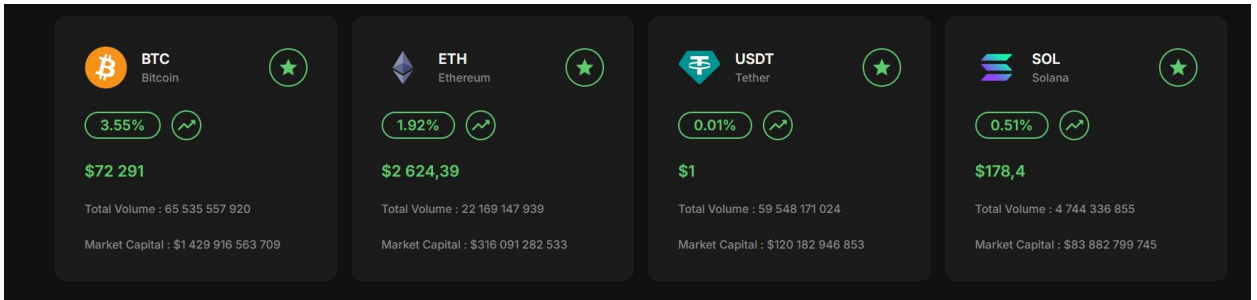 BTC
Bitcoin
3.55%
$72 291
Total Volume : 65 535 557 920
Market Capital : $1 429 916 563 709
ETH
Ethereum
1.92%
$2 624,39
Total Volume : 22 169 147 939
Market Capital : $316 091 282 533
USDT
Tether
0.01%
$1
Total Volume : 59 548 171 024
Market Capital : $120 182 946 853
SOL
Solana
0.51%
$178,4
Total Volume : 4 744 336 855
Market Capital : $83 882 799 745